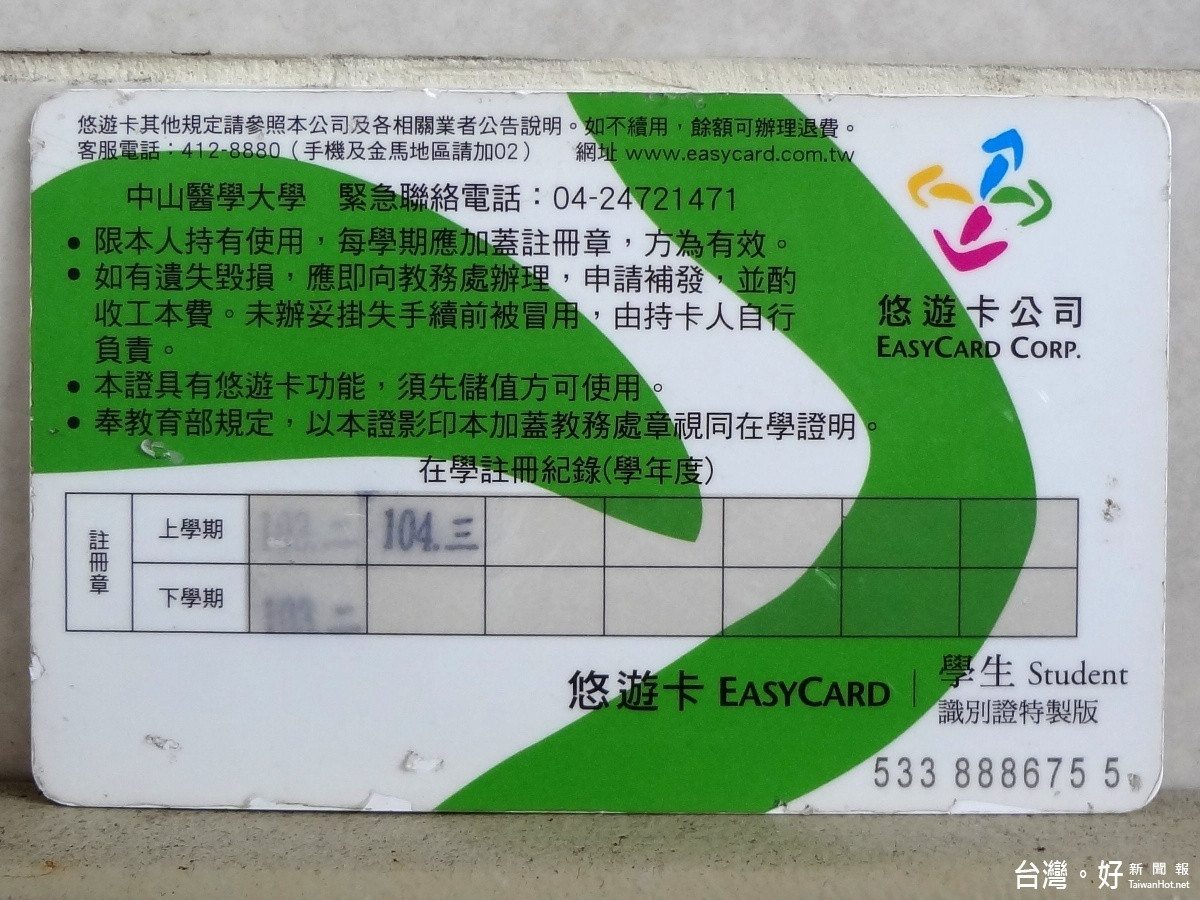 悠遊卡其他規定請參照本公司及各相關業者公告說明。如不續用，餘額可辦理退費。
客服電話：412-8880（手機及金馬地區請加02） 網址 www.easycard.com.tw
中山醫學大學 緊急聯絡電話：04-24721471
• 限本人持有使用，每學期應加蓋註冊章，方為有效。
• 如有遺失毀損，應即向教務處辦理，申請補發，並酌
收工本費。未辦妥掛失手續前被冒用，由持卡人自行
負責。
• 本證具有悠遊卡功能，須先儲值方可使用。
• 奉教育部規定，以本證影印本加蓋教務處章視同在學證明。
悠遊卡公司
EASYCARD CORP.
在學註冊紀錄(學年度)
註冊章
上學期 103.二 104.三
下學期 103.二
悠遊卡 EASYCARD
學生 Student
識別證特製版
533 888675 5
台灣。好新聞報
TaiwanHot.net